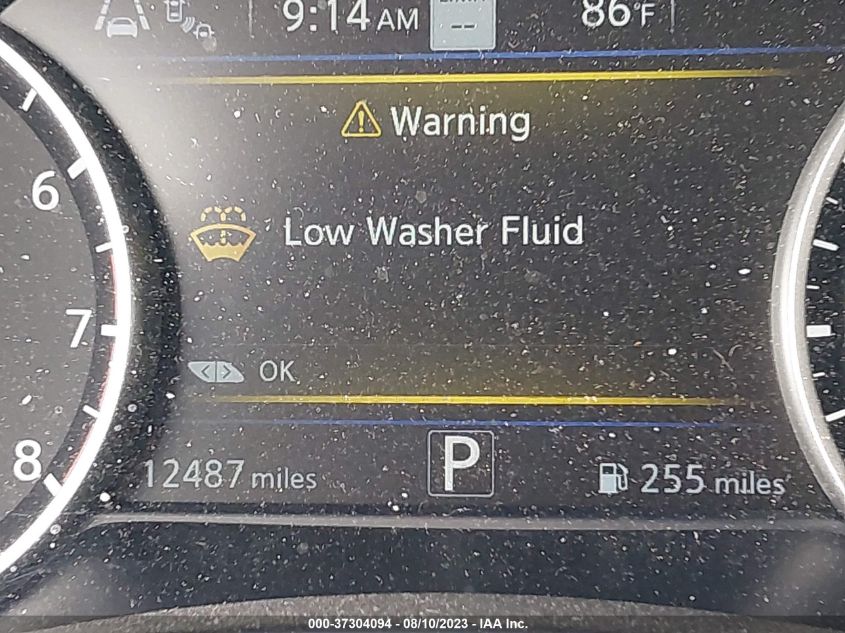 9:14 AM
--
86°F
Warning
Low Washer Fluid
OK
6
7
8
12487 miles
P
255 miles
000-37304094 - 08/10/2023 - IAA Inc.